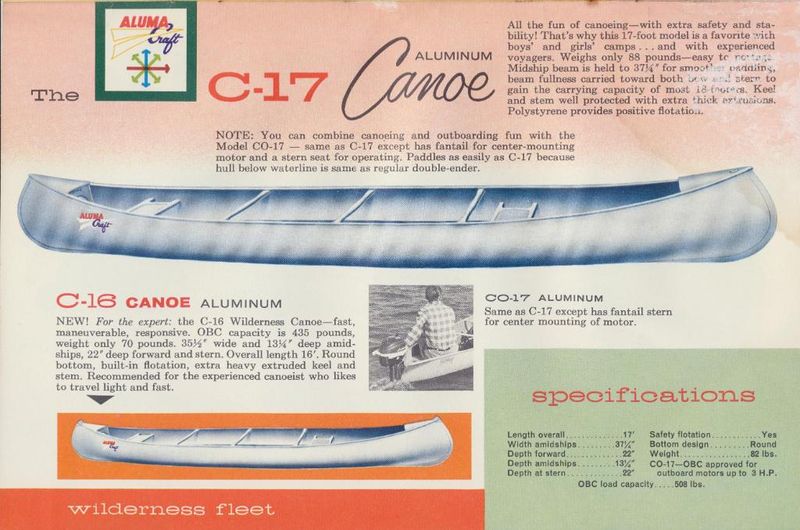 ALUMA
Craft
The C-17 ALUMINUM
Canoe
All the fun of canoeing—with extra safety and sta-
bility! That's why this 17-foot model is a favorite with
boys' and girls' camps . . . and with experienced
voyagers. Weighs only 88 pounds—easy to portage.
Midship beam is held to 37¼" for smoother paddling,
beam fullness carried toward both bow and stern to
gain the carrying capacity of most 18-footers. Keel
and stem well protected with extra thick extrusions.
Polystyrene provides positive flotation.
NOTE: You can combine canoeing and outboarding fun with the
Model CO-17 — same as C-17 except has fantail for center-mounting
motor and a stern seat for operating. Paddles as easily as C-17 because
hull below waterline is same as regular double-ender.
ALUMA
Craft
C-16 CANOE ALUMINUM
NEW! For the expert: the C-16 Wilderness Canoe—fast,
maneuverable, responsive. OBC capacity is 435 pounds,
weight only 70 pounds. 35½" wide and 13¼" deep amid-
ships, 22" deep forward and stern. Overall length 16'. Round
bottom, built-in flotation, extra heavy extruded keel and
stem. Recommended for the experienced canoeist who likes
to travel light and fast.
CO-17 ALUMINUM
Same as C-17 except has fantail stern
for center mounting of motor.
ALUMA
Craft
specifications
Length overall.............17'
Width amidships..........37¼"
Depth forward............22"
Depth amidships..........13¼"
Depth at stern............22"
Safety flotation...........Yes
Bottom design..........Round
Weight.................82 lbs.
CO-17—OBC approved for
outboard motors up to 3 H.P.
OBC load capacity.....508 lbs.
wilderness fleet